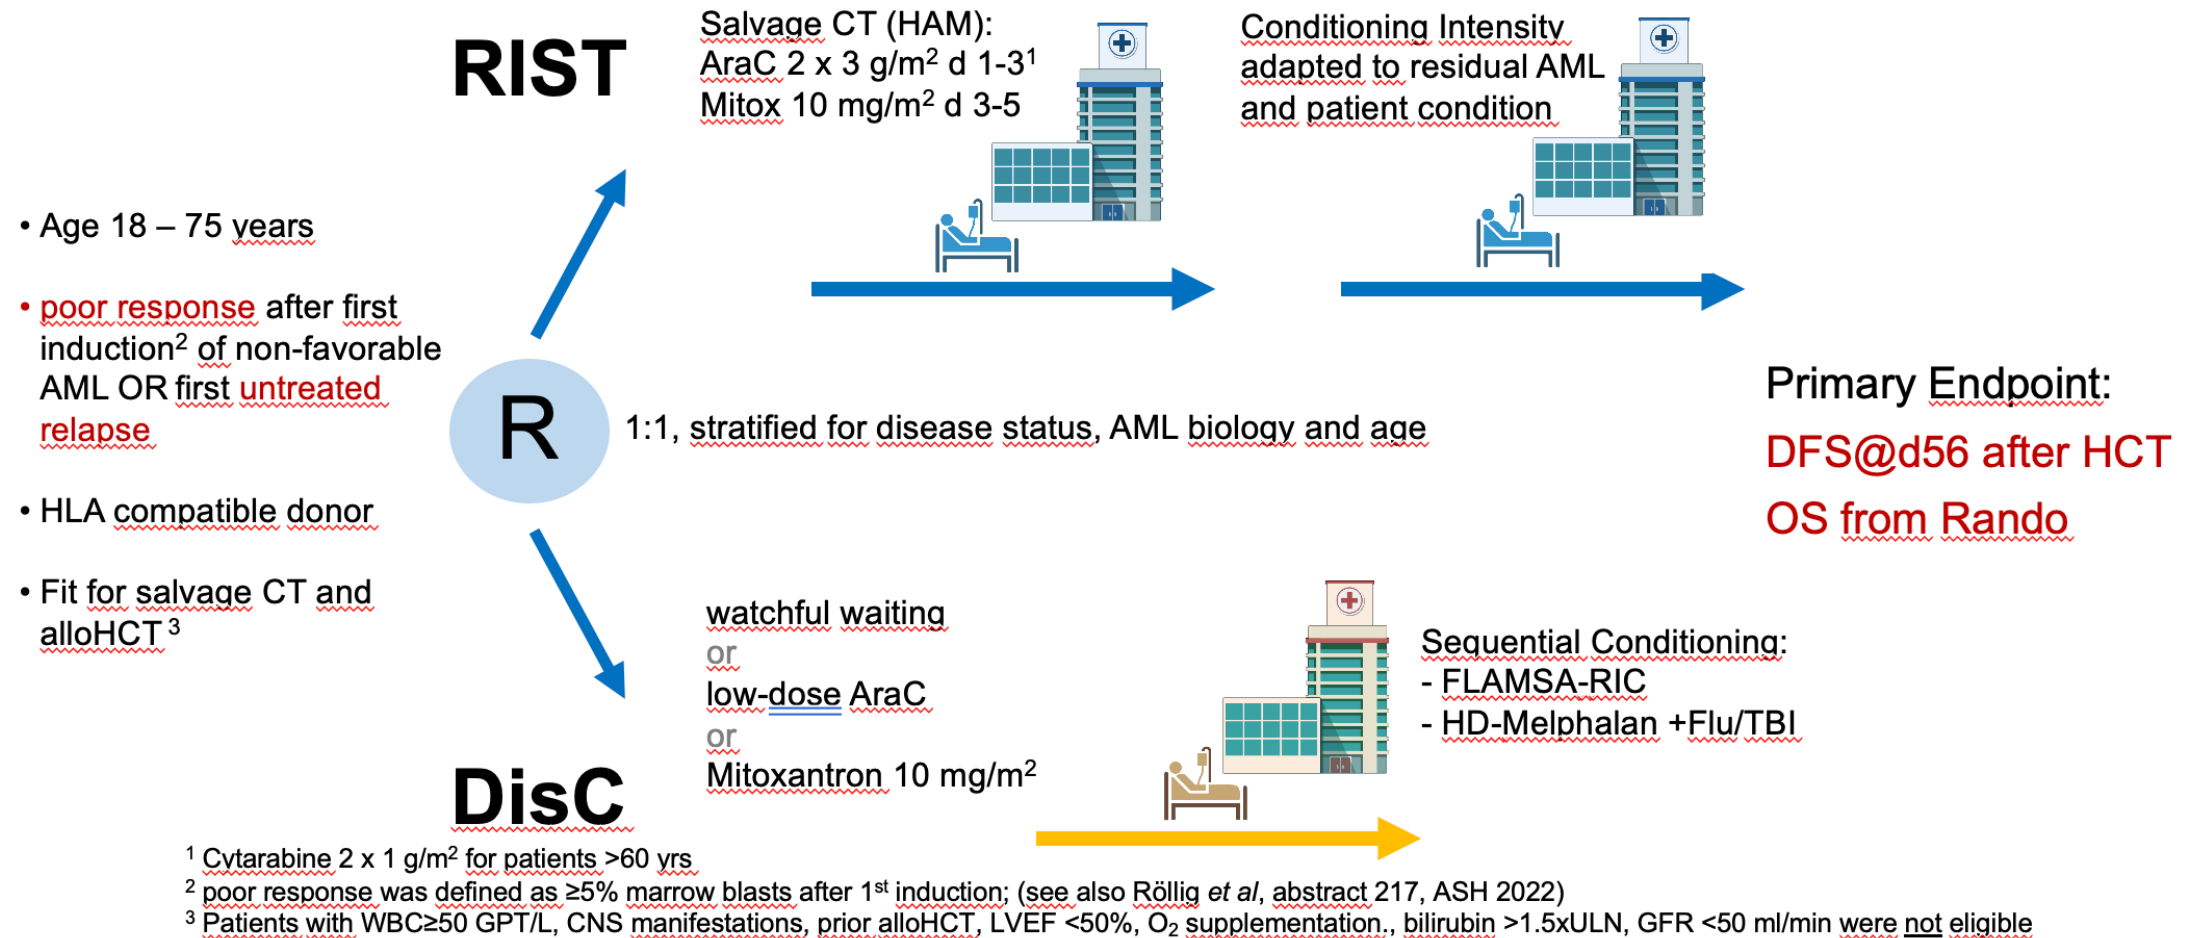 RIST
Salvage CT (HAM):
AraC 2 x 3 g/m² d 1-3¹
Mitox 10 mg/m² d 3-5
Conditioning Intensity
adapted to residual AML
and patient condition
• Age 18 – 75 years
• poor response after first
induction² of non-favorable
AML OR first untreated
relapse
• HLA compatible donor
• Fit for salvage CT and
alloHCT ³
R
1:1, stratified for disease status, AML biology and age
Primary Endpoint:
DFS@d56 after HCT
OS from Rando
DisC
watchful waiting
or
low-dose AraC
or
Mitoxantron 10 mg/m²
Sequential Conditioning:
- FLAMSA-RIC
- HD-Melphalan +Flu/TBI
¹ Cytarabine 2 x 1 g/m² for patients >60 yrs
² poor response was defined as ≥5% marrow blasts after 1st induction; (see also Röllig et al, abstract 217, ASH 2022)
³ Patients with WBC≥50 GPT/L, CNS manifestations, prior alloHCT, LVEF <50%, O₂ supplementation., bilirubin >1.5xULN, GFR <50 ml/min were not eligible